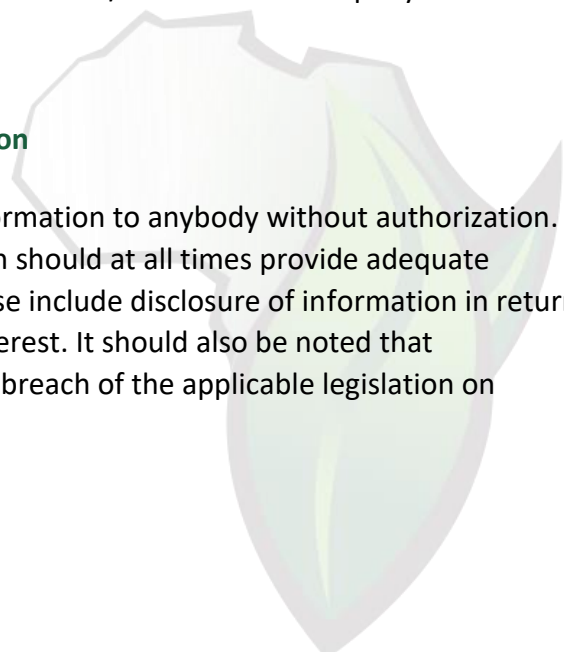 on
ormation to anybody without authorization.
n should at all times provide adequate
se include disclosure of information in return
erest. It should also be noted that
breach of the applicable legislation on